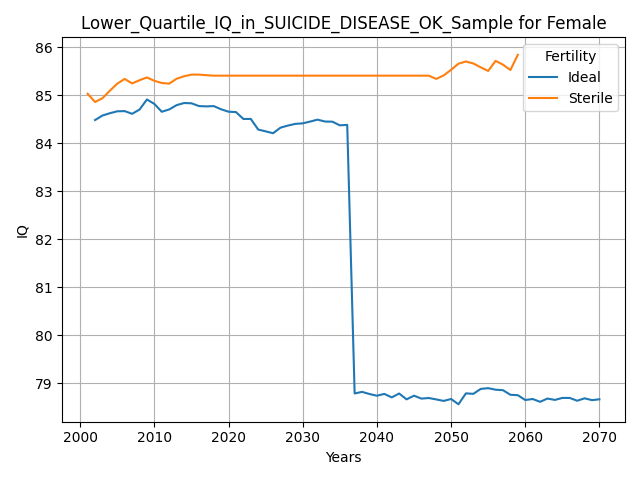 Lower_Quartile_IQ_in_SUICIDE_DISEASE_OK_Sample for Female
Fertility
Ideal
Sterile
86
85
84
83
82
81
80
79
IQ
2000 2010 2020 2030 2040 2050 2060 2070
Years